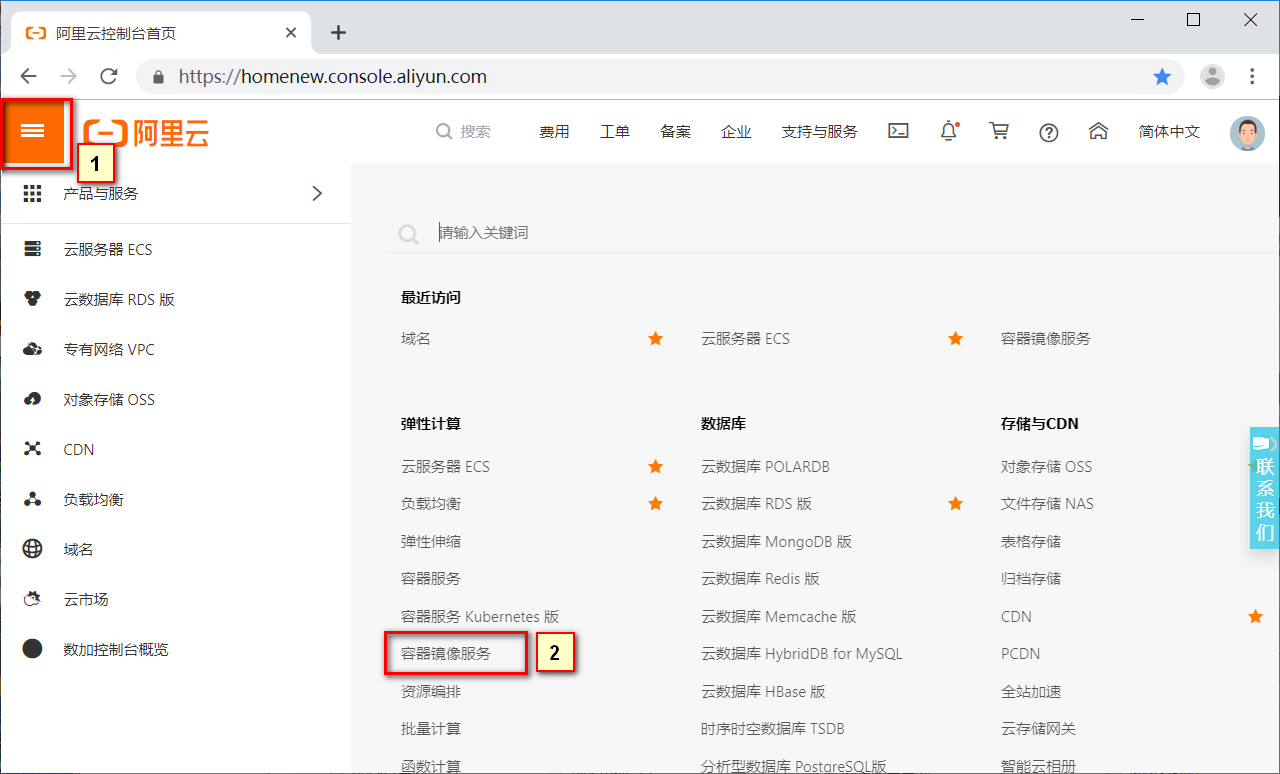 阿里云控制台首页
https://homenew.console.aliyun.com
阿里云
搜索 费用 工单 备案 企业 支持与服务 简体中文
1
产品与服务
云服务器 ECS
云数据库 RDS 版
专有网络 VPC
对象存储 OSS
CDN
负载均衡
域名
云市场
数加控制台概览
请输入关键词
最近访问
域名 云服务器 ECS 容器镜像服务
弹性计算 数据库 存储与CDN
云服务器 ECS 云数据库 POLARDB 对象存储 OSS
负载均衡 云数据库 RDS 版 文件存储 NAS
弹性伸缩 云数据库 MongoDB 版 表格存储
容器服务 云数据库 Redis 版 归档存储
容器服务 Kubernetes 版 云数据库 Memcache 版 CDN
容器镜像服务 2 云数据库 HybridDB for MySQL PCDN
资源编排 云数据库 HBase 版 全站加速
批量计算 时序时空数据库 TSDB 云存储网关
函数计算 分析型数据库 PostgreSQL版 智能云相册
联系我们